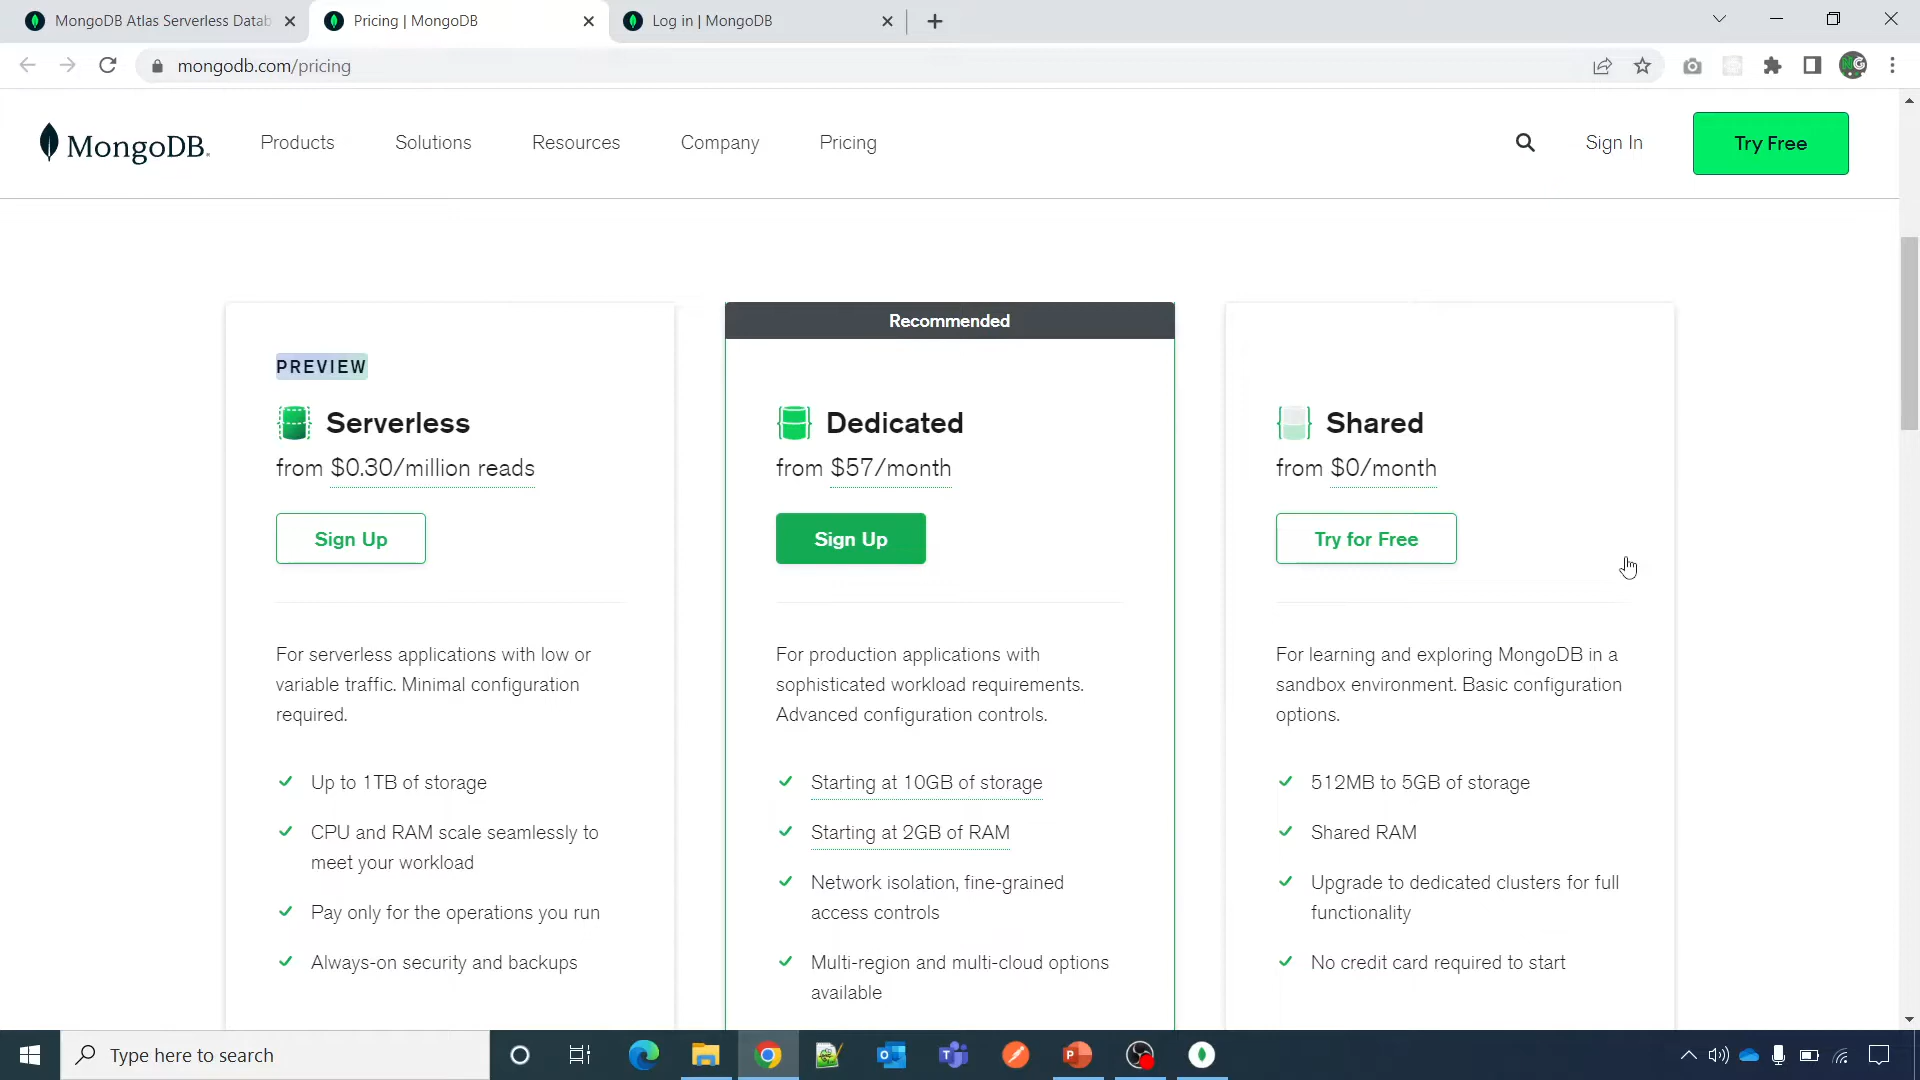 MongoDB Atlas Serverless Datab
Pricing | MongoDB
Log in | MongoDB
mongodb.com/pricing
MongoDB.
Products
Solutions
Resources
Company
Pricing
Sign In
Try Free
PREVIEW
Serverless
from $0.30/million reads
Sign Up
For serverless applications with low or
variable traffic. Minimal configuration
required.
Up to 1TB of storage
CPU and RAM scale seamlessly to
meet your workload
Pay only for the operations you run
Always-on security and backups
Recommended
Dedicated
from $57/month
Sign Up
For production applications with
sophisticated workload requirements.
Advanced configuration controls.
Starting at 10GB of storage
Starting at 2GB of RAM
Network isolation, fine-grained
access controls
Multi-region and multi-cloud options
available
Shared
from $0/month
Try for Free
For learning and exploring MongoDB in a
sandbox environment. Basic configuration
options.
512MB to 5GB of storage
Shared RAM
Upgrade to dedicated clusters for full
functionality
No credit card required to start
Type here to search